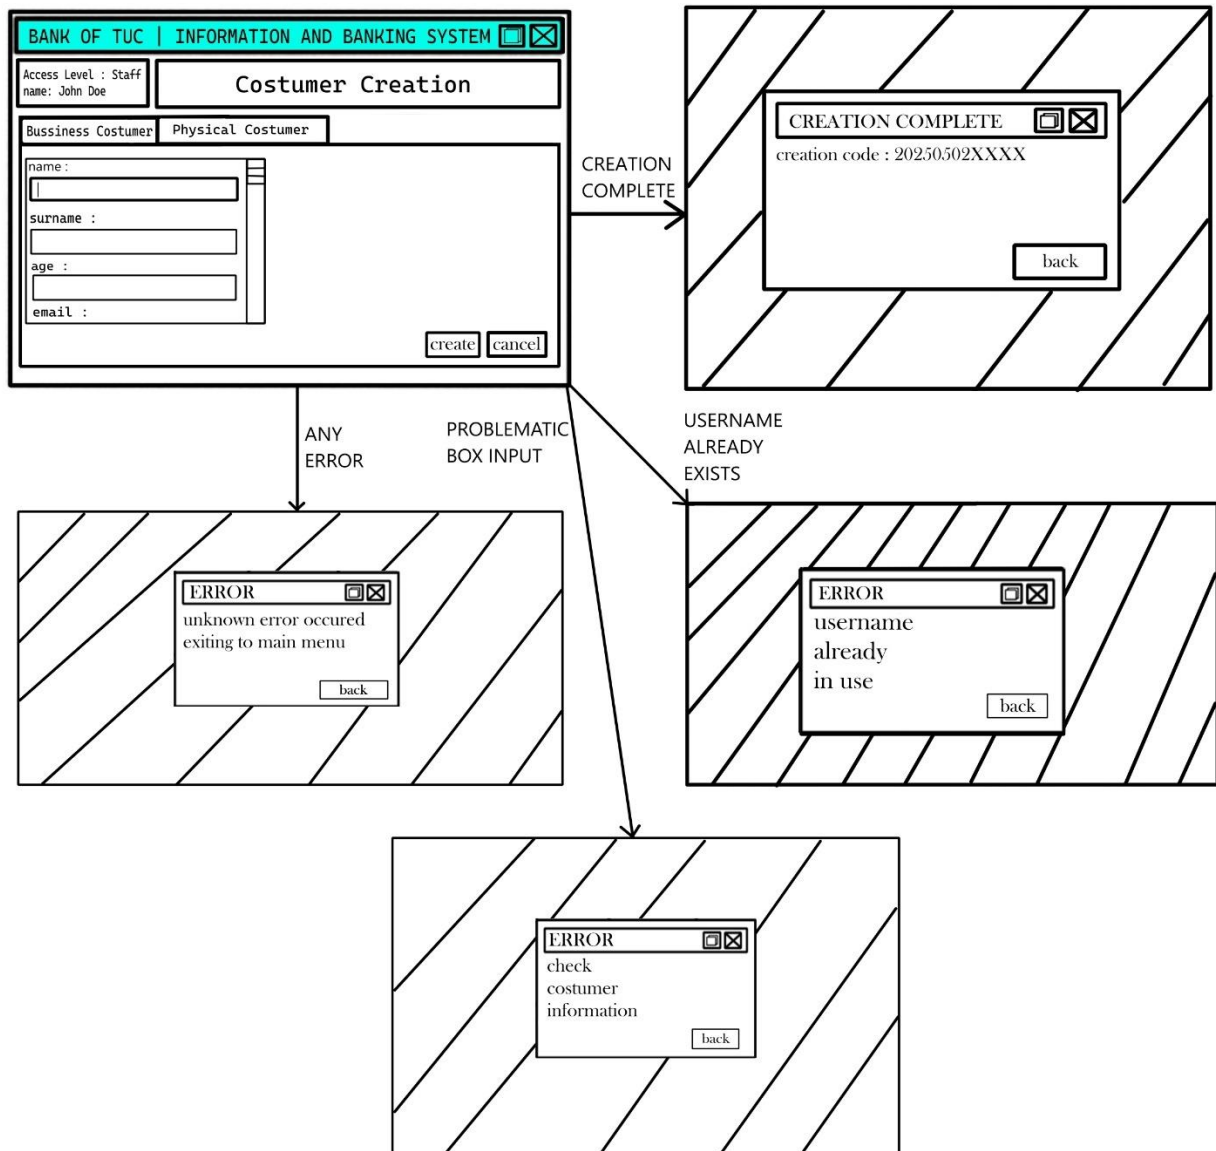 BANK OF TUC | INFORMATION AND BANKING SYSTEM
Access Level : Staff
name: John Doe
Costumer Creation
Bussiness Costumer
Physical Costumer
name :
surname :
age :
email :
create
cancel
CREATION
COMPLETE
CREATION COMPLETE
creation code : 20250502XXXX
back
ANY
ERROR
PROBLEMATIC
BOX INPUT
USERNAME
ALREADY
EXISTS
ERROR
unknown error occured
exiting to main menu
back
ERROR
username
already
in use
back
ERROR
check
costumer
information
back